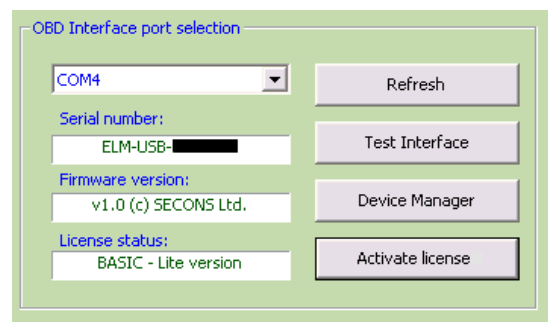 OBD Interface port selection
COM4
Refresh
Serial number:
ELM-USB-
Test Interface
Firmware version:
v1.0 (c) SECONS Ltd.
Device Manager
License status:
BASIC - Lite version
Activate license